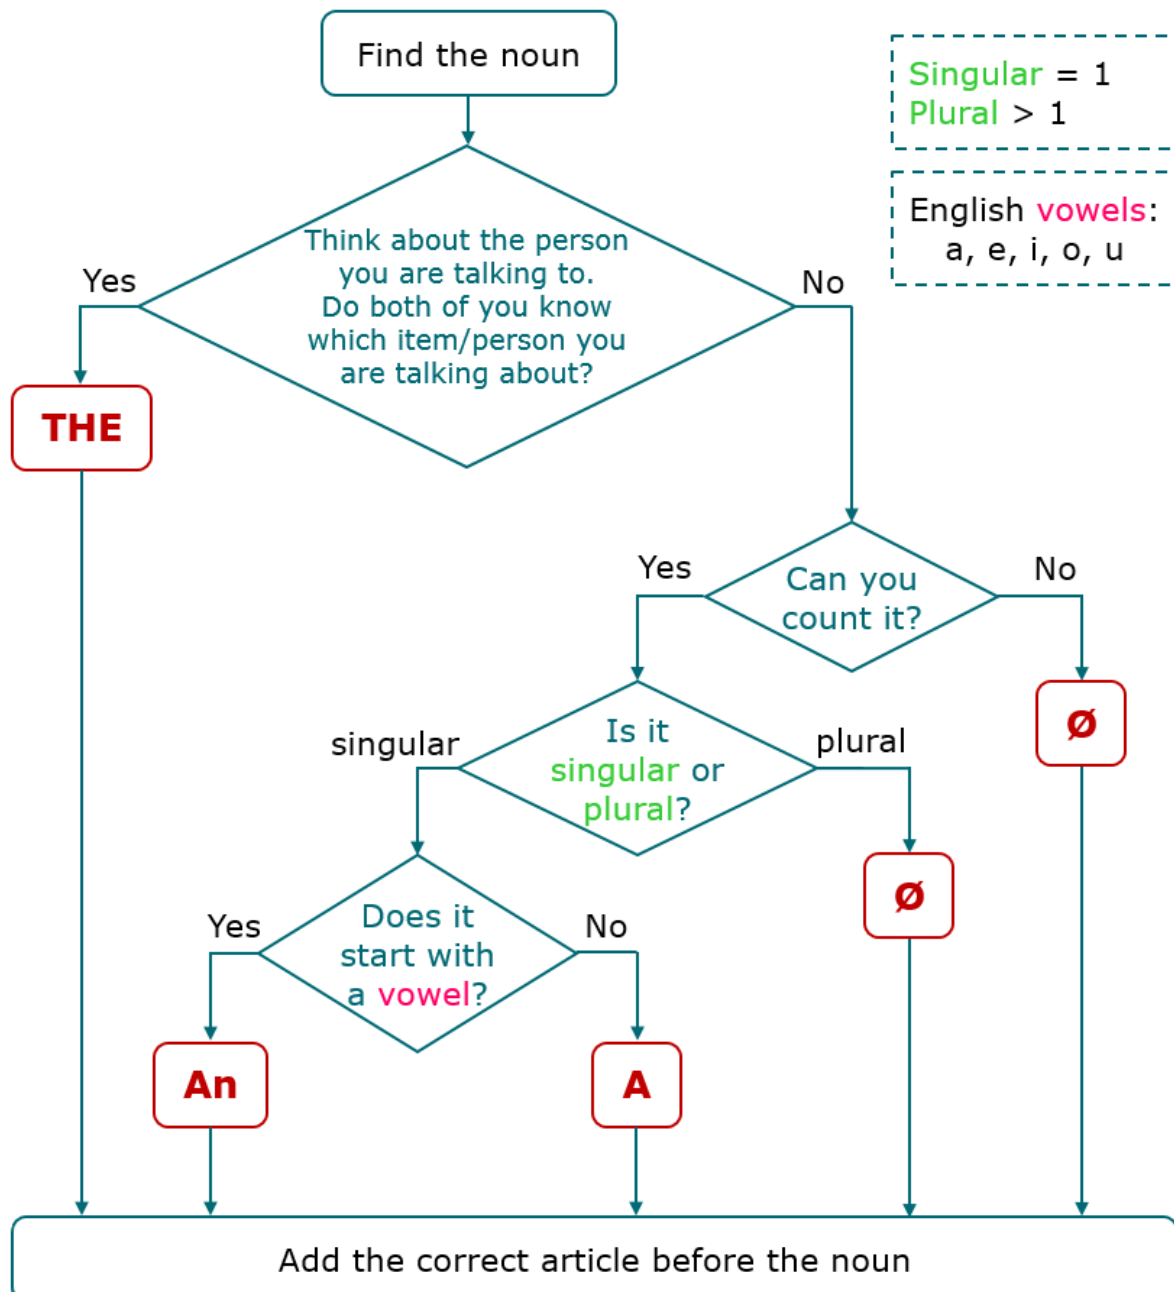 Find the noun
Singular = 1
Plural > 1
English vowels:
a, e, i, o, u
Think about the person
you are talking to.
Do both of you know
which item/person you
are talking about?
Yes
No
THE
Can you
count it?
Yes
No
Ø
Is it
singular or
plural?
singular
plural
Ø
Does it
start with
a vowel?
Yes
No
An
A
Add the correct article before the noun